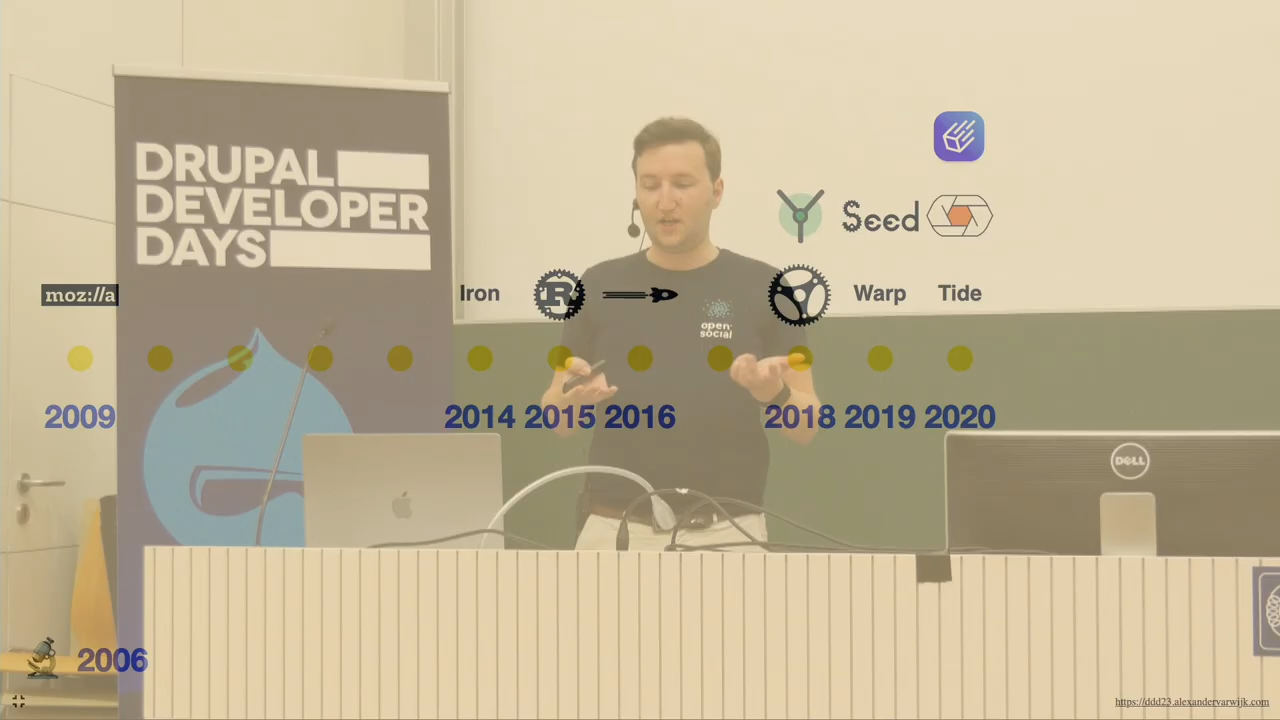 DRUPAL
DEVELOPER
DAYS
Seed
moz://a
Iron
R
Warp
Tide
open
social
2009
2014
2015
2016
2018
2019
2020
DELL
2006
https://ddd23.alexandervarwijk.com